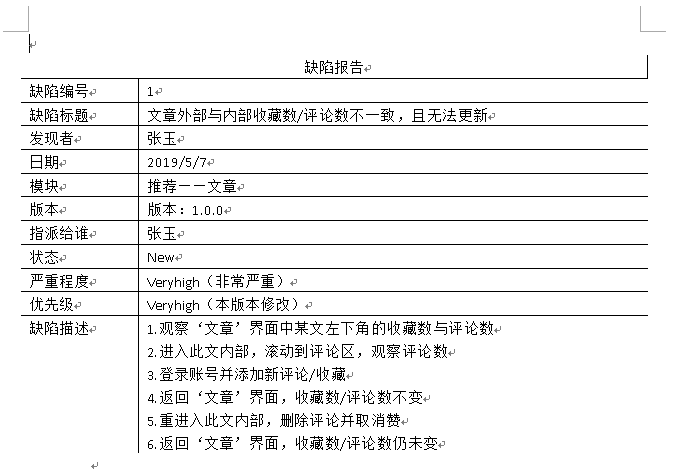 缺陷报告
缺陷编号 1
缺陷标题 文章外部与内部收藏数/评论数不一致，且无法更新
发现者 张玉
日期 2019/5/7
模块 推荐——文章
版本 版本：1.0.0
指派给谁 张玉
状态 New
严重程度 Veryhigh（非常严重）
优先级 Veryhigh（本版本修改）
缺陷描述 1.观察‘文章’界面中某文左下角的收藏数与评论数
2.进入此文内部，滚动到评论区，观察评论数
3.登录账号并添加新评论/收藏
4.返回‘文章’界面，收藏数/评论数不变
5.重进入此文内部，删除评论并取消赞
6.返回‘文章’界面，收藏数/评论数仍未变